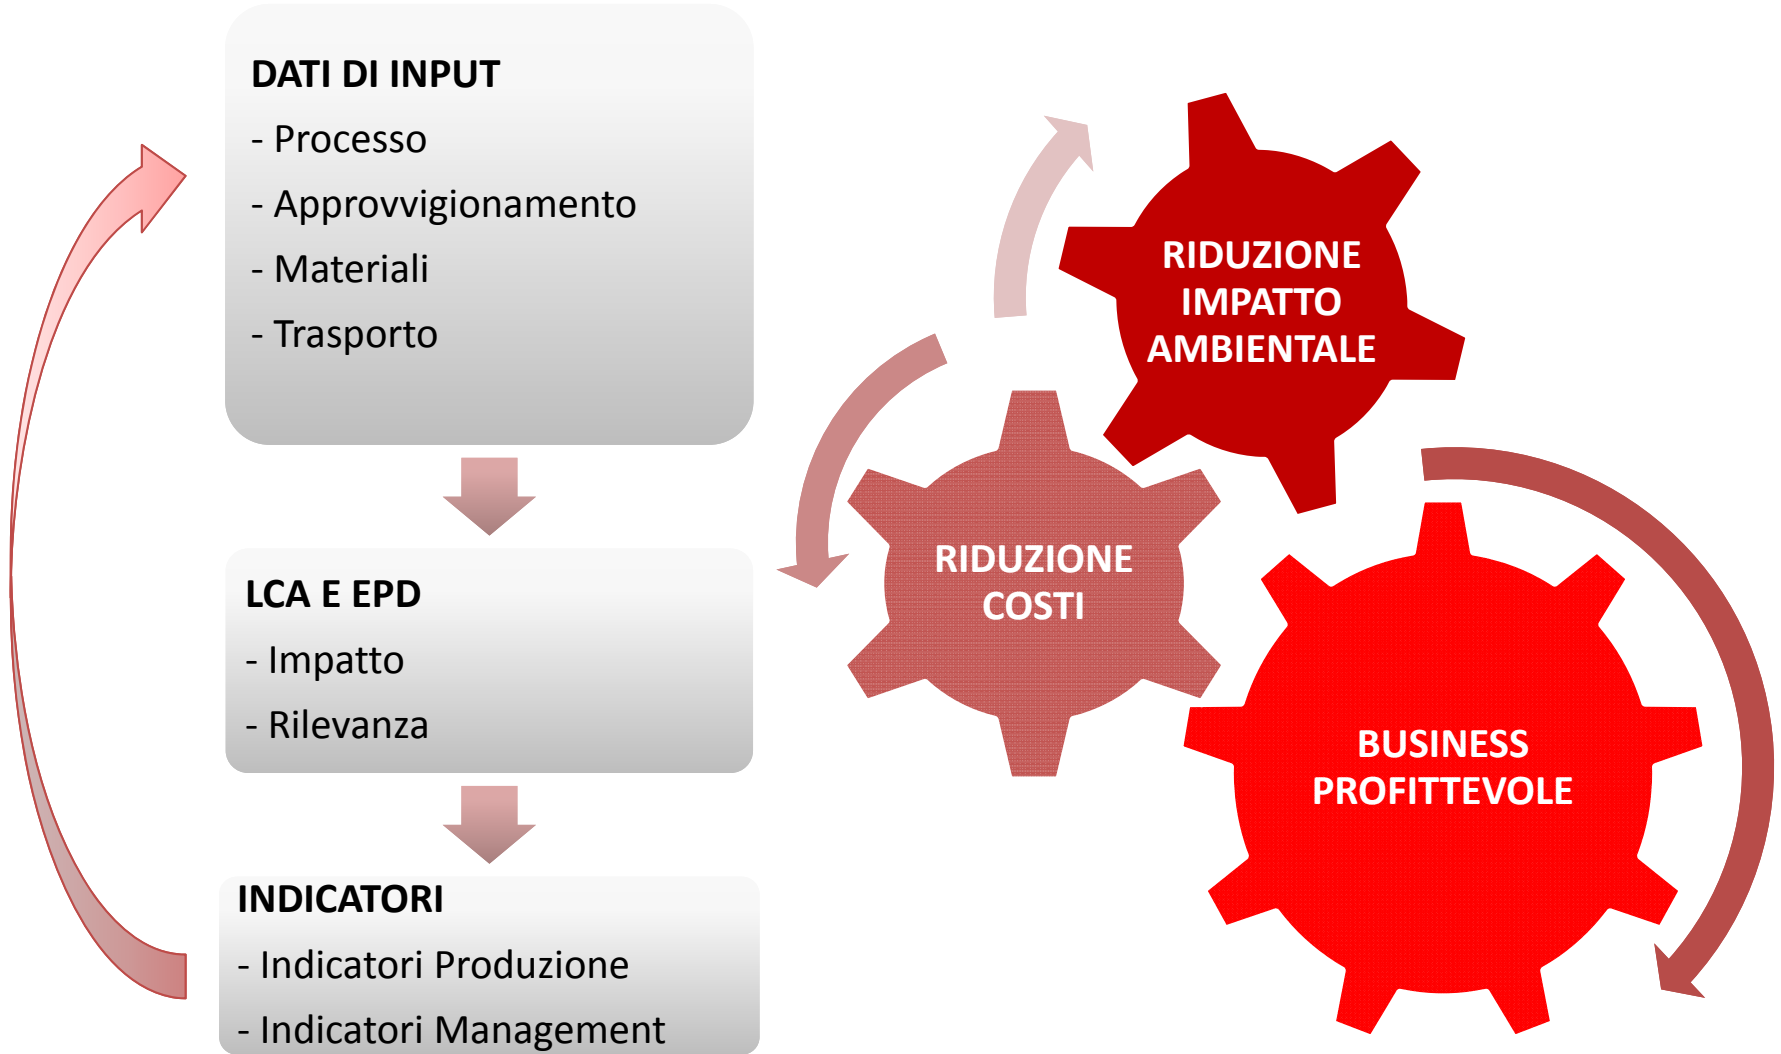 DATI DI INPUT
- Processo
- Approvvigionamento
- Materiali
- Trasporto
LCA E EPD
- Impatto
- Rilevanza
INDICATORI
- Indicatori Produzione
- Indicatori Management
RIDUZIONE
IMPATTO
AMBIENTALE
RIDUZIONE
COSTI
BUSINESS
PROFITTEVOLE